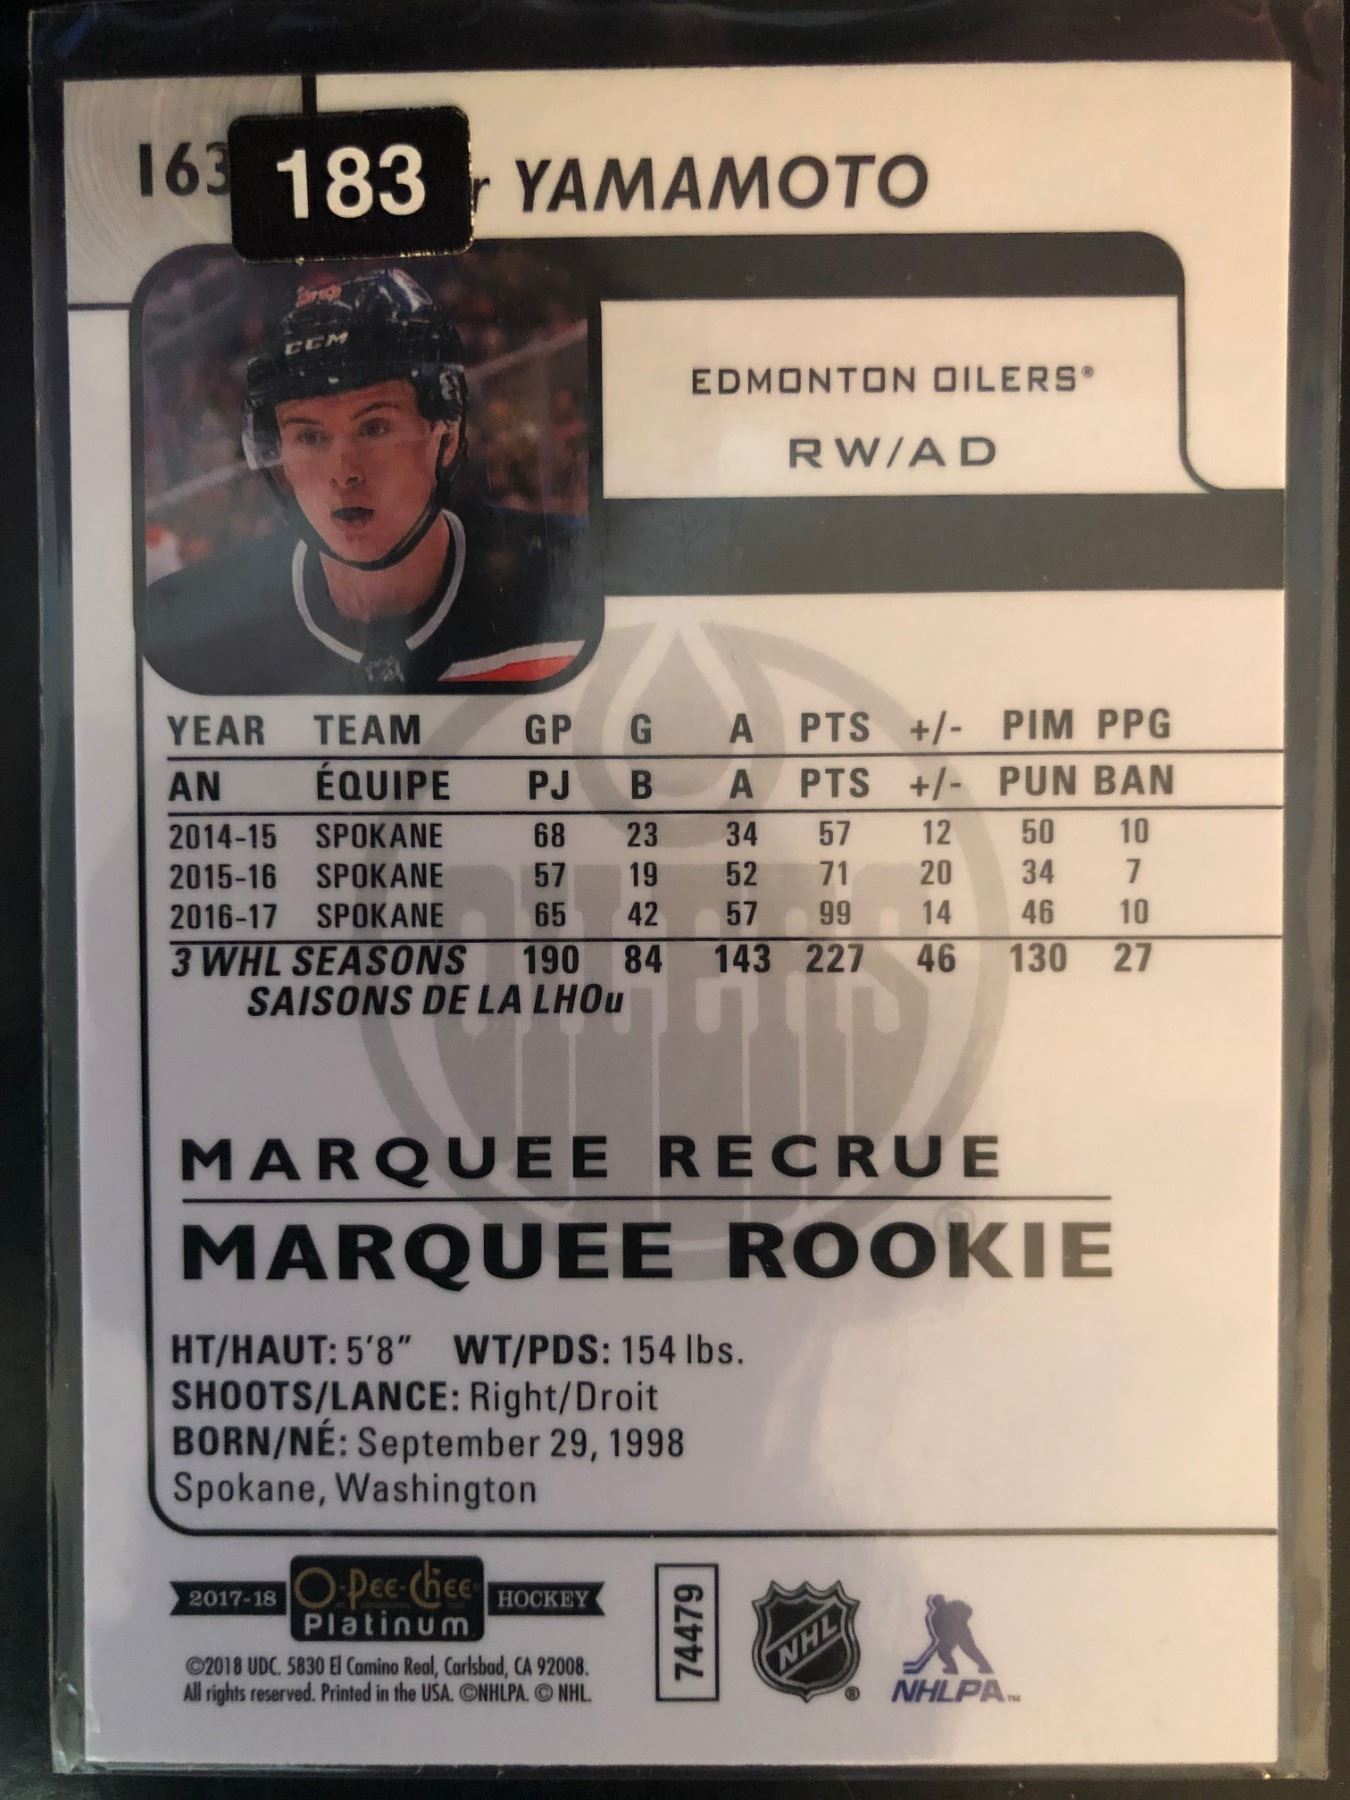 163 183 r YAMAMOTO
CCM
EDMONTON OILERS®
RW/AD
YEAR TEAM GP G A PTS +/- PIM PPG
AN ÉQUIPE PJ B A PTS +/- PUN BAN
2014-15 SPOKANE 68 23 34 57 12 50 10
2015-16 SPOKANE 57 19 52 71 20 34 7
2016-17 SPOKANE 65 42 57 99 14 46 10
3 WHL SEASONS 190 84 143 227 46 130 27
SAISONS DE LA LHOu
OILERS
MARQUEE RECRUE
MARQUEE ROOKIE
HT/HAUT: 5'8" WT/PDS: 154 lbs.
SHOOTS/LANCE: Right/Droit
BORN/NÉ: September 29, 1998
Spokane, Washington
2017-18 O-Pee-Chee Platinum HOCKEY
©2018 UDC. 5830 El Camino Real, Carlsbad, CA 92008.
All rights reserved. Printed in the USA. ©NHLPA. © NHL.
74479
NHL®
NHLPA™